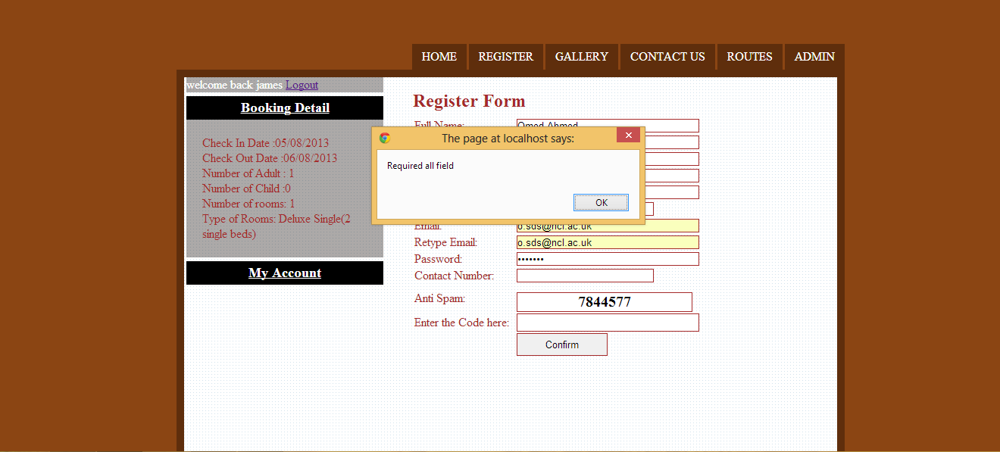 HOME REGISTER GALLERY CONTACT US ROUTES ADMIN
welcome back james Logout
Booking Detail
Check In Date :05/08/2013
Check Out Date :06/08/2013
Number of Adult : 1
Number of Child :0
Number of rooms: 1
Type of Rooms: Deluxe Single(2
single beds)
My Account
Register Form
Full Name: Omed Ahmed
The page at localhost says:
Required all field
OK
Email: o.sds@ncl.ac.uk
Retype Email: o.sds@ncl.ac.uk
Password: •••••••
Contact Number:
Anti Spam: 7844577
Enter the Code here:
Confirm